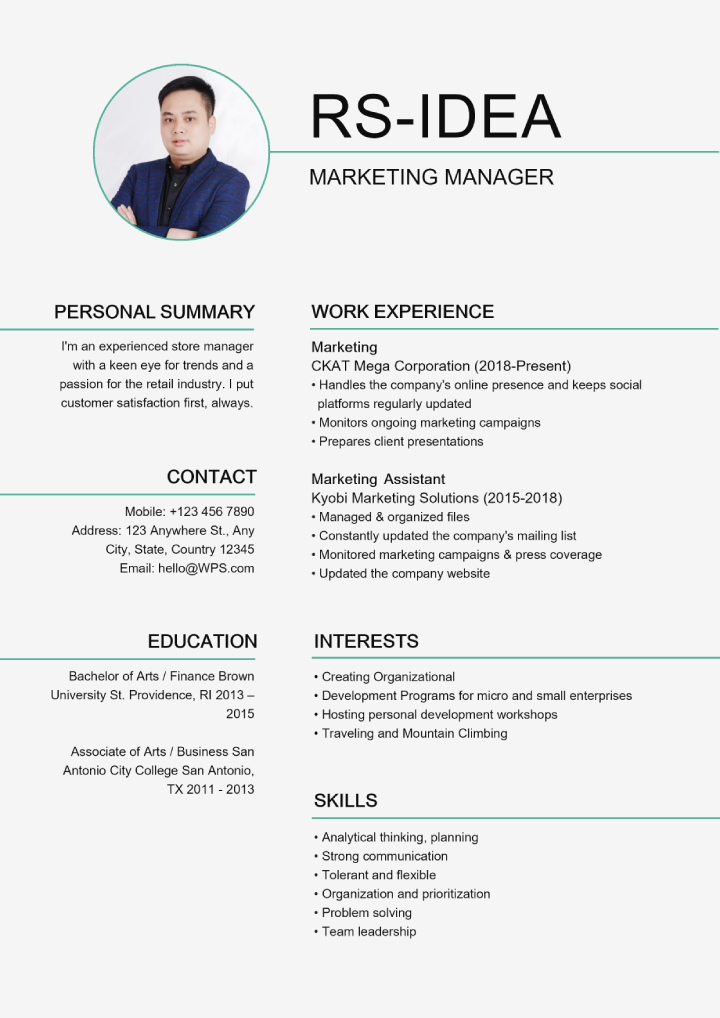 RS-IDEA
MARKETING MANAGER
PERSONAL SUMMARY
I'm an experienced store manager
with a keen eye for trends and a
passion for the retail industry. I put
customer satisfaction first, always.
CONTACT
Mobile: +123 456 7890
Address: 123 Anywhere St., Any
City, State, Country 12345
Email: hello@WPS.com
EDUCATION
Bachelor of Arts / Finance Brown
University St. Providence, RI 2013 –
2015
Associate of Arts / Business San
Antonio City College San Antonio,
TX 2011 - 2013
WORK EXPERIENCE
Marketing
CKAT Mega Corporation (2018-Present)
• Handles the company's online presence and keeps social
platforms regularly updated
• Monitors ongoing marketing campaigns
• Prepares client presentations
Marketing Assistant
Kyobi Marketing Solutions (2015-2018)
• Managed & organized files
• Constantly updated the company's mailing list
• Monitored marketing campaigns & press coverage
• Updated the company website
INTERESTS
• Creating Organizational
• Development Programs for micro and small enterprises
• Hosting personal development workshops
• Traveling and Mountain Climbing
SKILLS
• Analytical thinking, planning
• Strong communication
• Tolerant and flexible
• Organization and prioritization
• Problem solving
• Team leadership